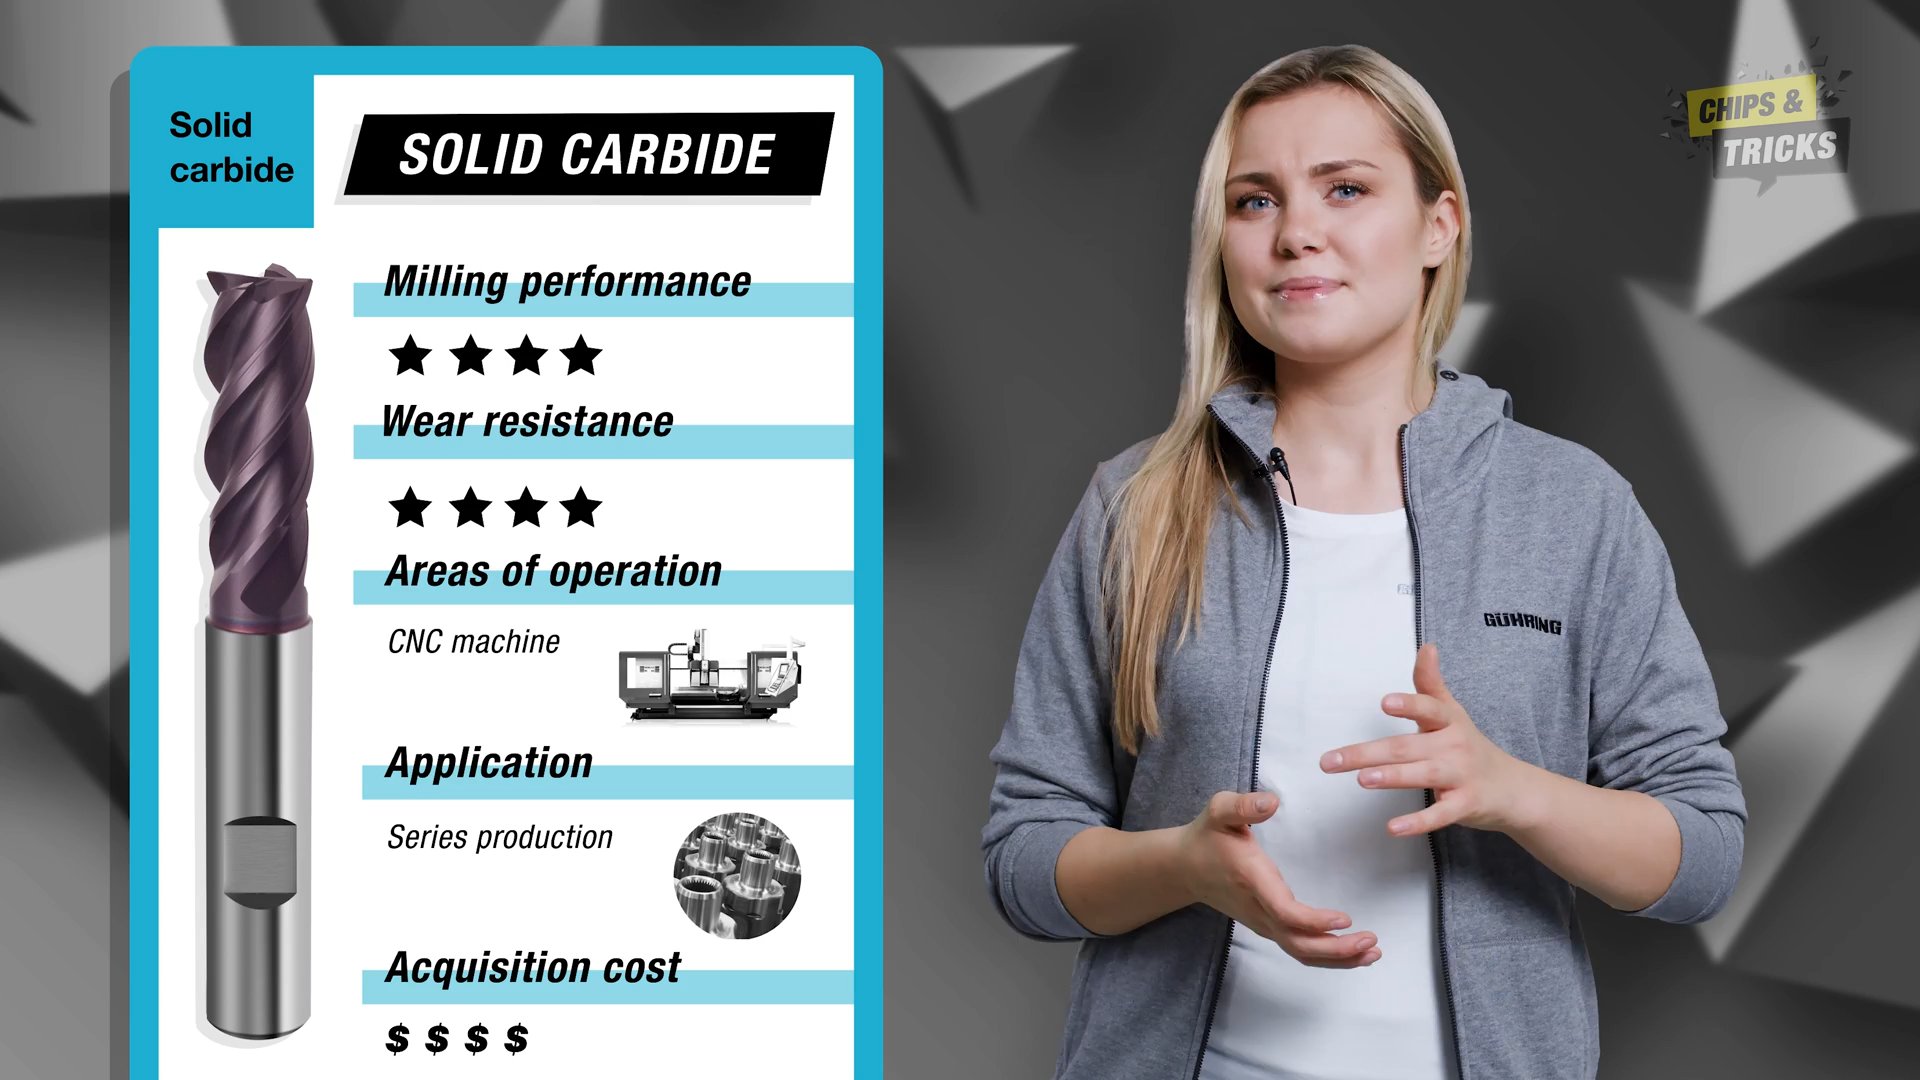 Solid
carbide
SOLID CARBIDE
Milling performance
Wear resistance
Areas of operation
CNC machine
Application
Series production
Acquisition cost
$ $ $ $
CHIPS &
TRICKS
GÜHRING